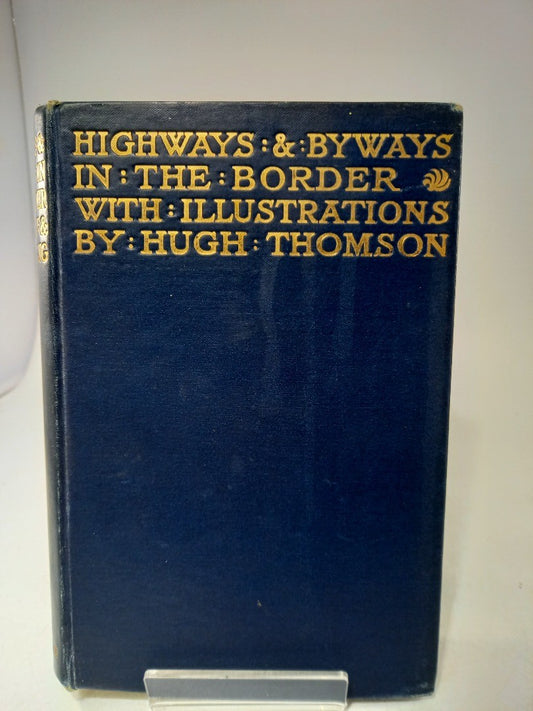 HIGHWAYS : & : BYWAYS
IN : THE : BORDER
WITH : ILLUSTRATIONS
BY : HUGH : THOMSON